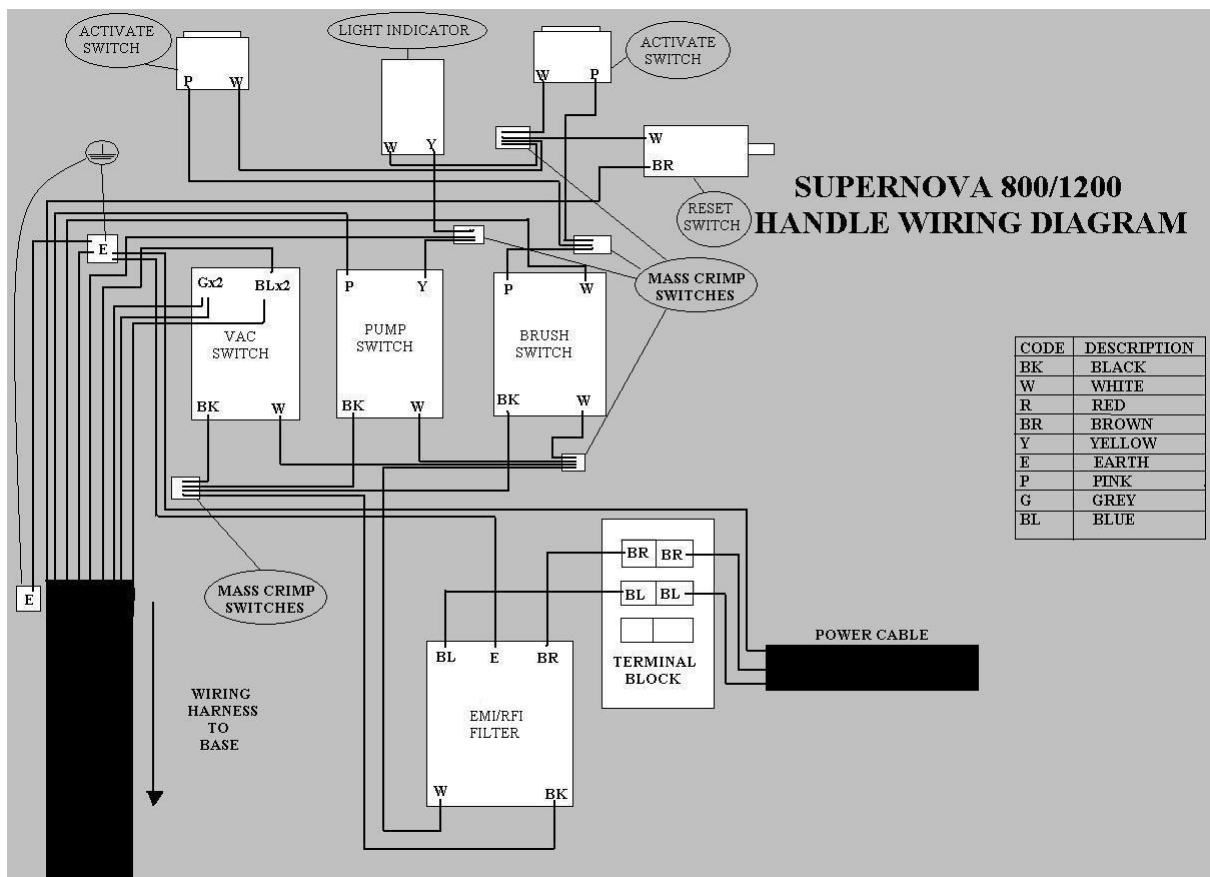 ACTIVATE
SWITCH
LIGHT INDICATOR
ACTIVATE
SWITCH
P W
W Y
W P
W
BR
RESET
SWITCH
SUPERNOVA 800/1200
HANDLE WIRING DIAGRAM
E
Gx2 BLx2
VAC
SWITCH
BK W
P Y
PUMP
SWITCH
BK W
P W
BRUSH
SWITCH
BK W
MASS CRIMP
SWITCHES
CODE DESCRIPTION
BK BLACK
W WHITE
R RED
BR BROWN
Y YELLOW
E EARTH
P PINK
G GREY
BL BLUE
E
MASS CRIMP
SWITCHES
BR BR
BL BL
TERMINAL
BLOCK
POWER CABLE
BL E BR
EMI/RFI
FILTER
W BK
WIRING
HARNESS
TO
BASE